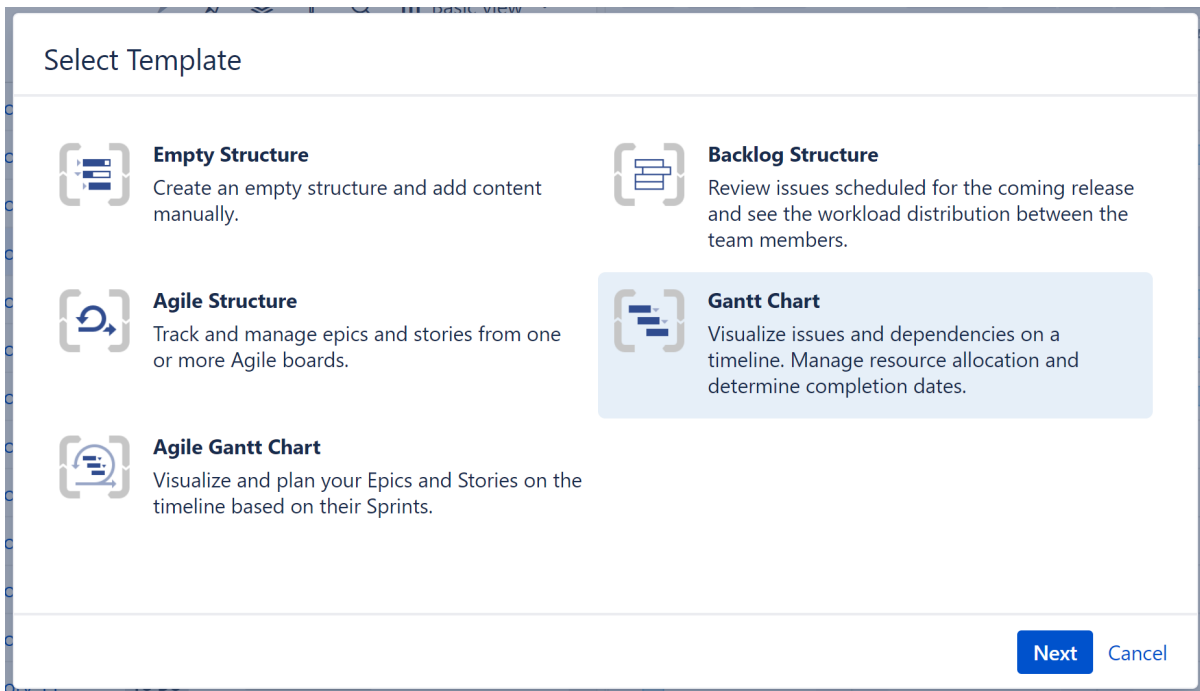 Basic view
Select Template
Empty Structure
Create an empty structure and add content
manually.
Backlog Structure
Review issues scheduled for the coming release
and see the workload distribution between the
team members.
Agile Structure
Track and manage epics and stories from one
or more Agile boards.
Gantt Chart
Visualize issues and dependencies on a
timeline. Manage resource allocation and
determine completion dates.
Agile Gantt Chart
Visualize and plan your Epics and Stories on the
timeline based on their Sprints.
Next Cancel